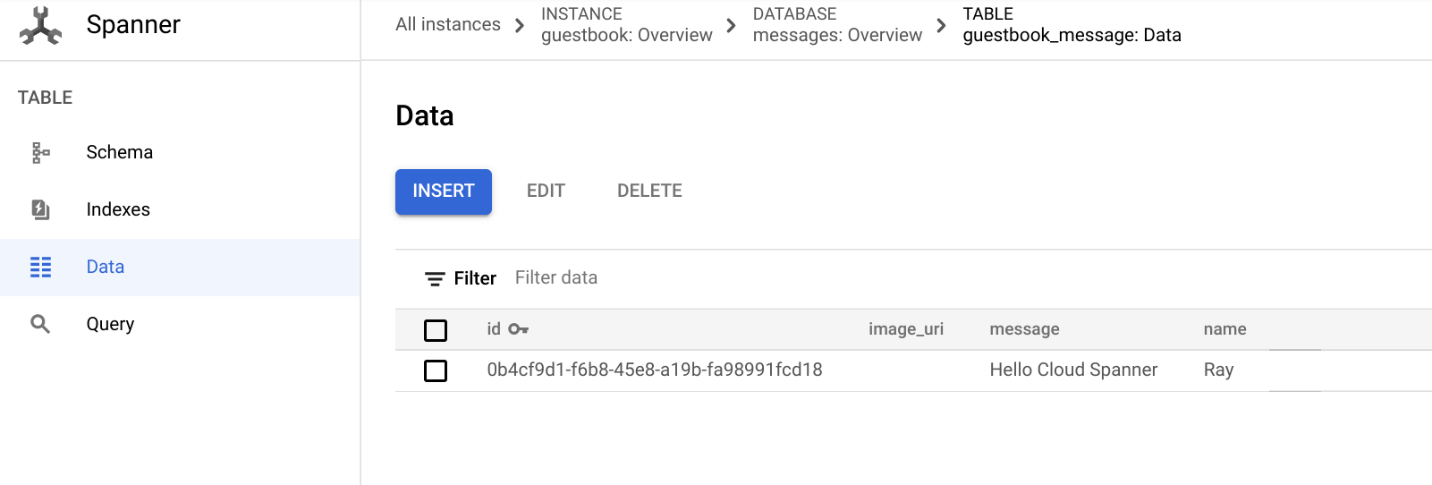 Spanner
All instances
INSTANCE
guestbook: Overview
DATABASE
messages: Overview
TABLE
guestbook_message: Data
TABLE
Schema
Indexes
Data
Query
Data
INSERT EDIT DELETE
Filter Filter data
id image_uri message name
0b4cf9d1-f6b8-45e8-a19b-fa98991fcd18 Hello Cloud Spanner Ray